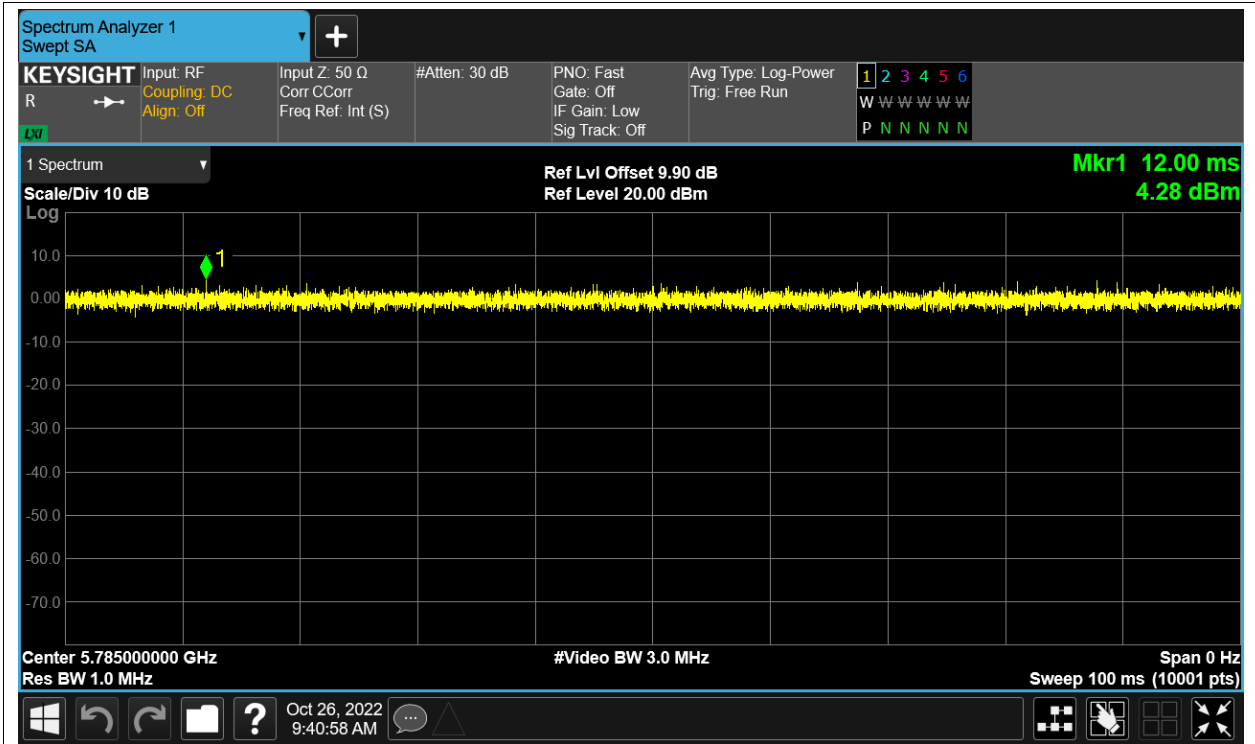 Spectrum Analyzer 1
Swept SA
KEYSIGHT
R
LXI
Input: RF
Coupling: DC
Align: Off
Input Z: 50 Ω
Corr CCorr
Freq Ref: Int (S)
#Atten: 30 dB
PNO: Fast
Gate: Off
IF Gain: Low
Sig Track: Off
Avg Type: Log-Power
Trig: Free Run
1 2 3 4 5 6
W W W W W W
P N N N N N
1 Spectrum
Scale/Div 10 dB
Ref Lvl Offset 9.90 dB
Ref Level 20.00 dBm
Mkr1 12.00 ms
4.28 dBm
Log
10.0
1
0.00
-10.0
-20.0
-30.0
-40.0
-50.0
-60.0
-70.0
Center 5.785000000 GHz
Res BW 1.0 MHz
#Video BW 3.0 MHz
Span 0 Hz
Sweep 100 ms (10001 pts)
?
Oct 26, 2022
9:40:58 AM